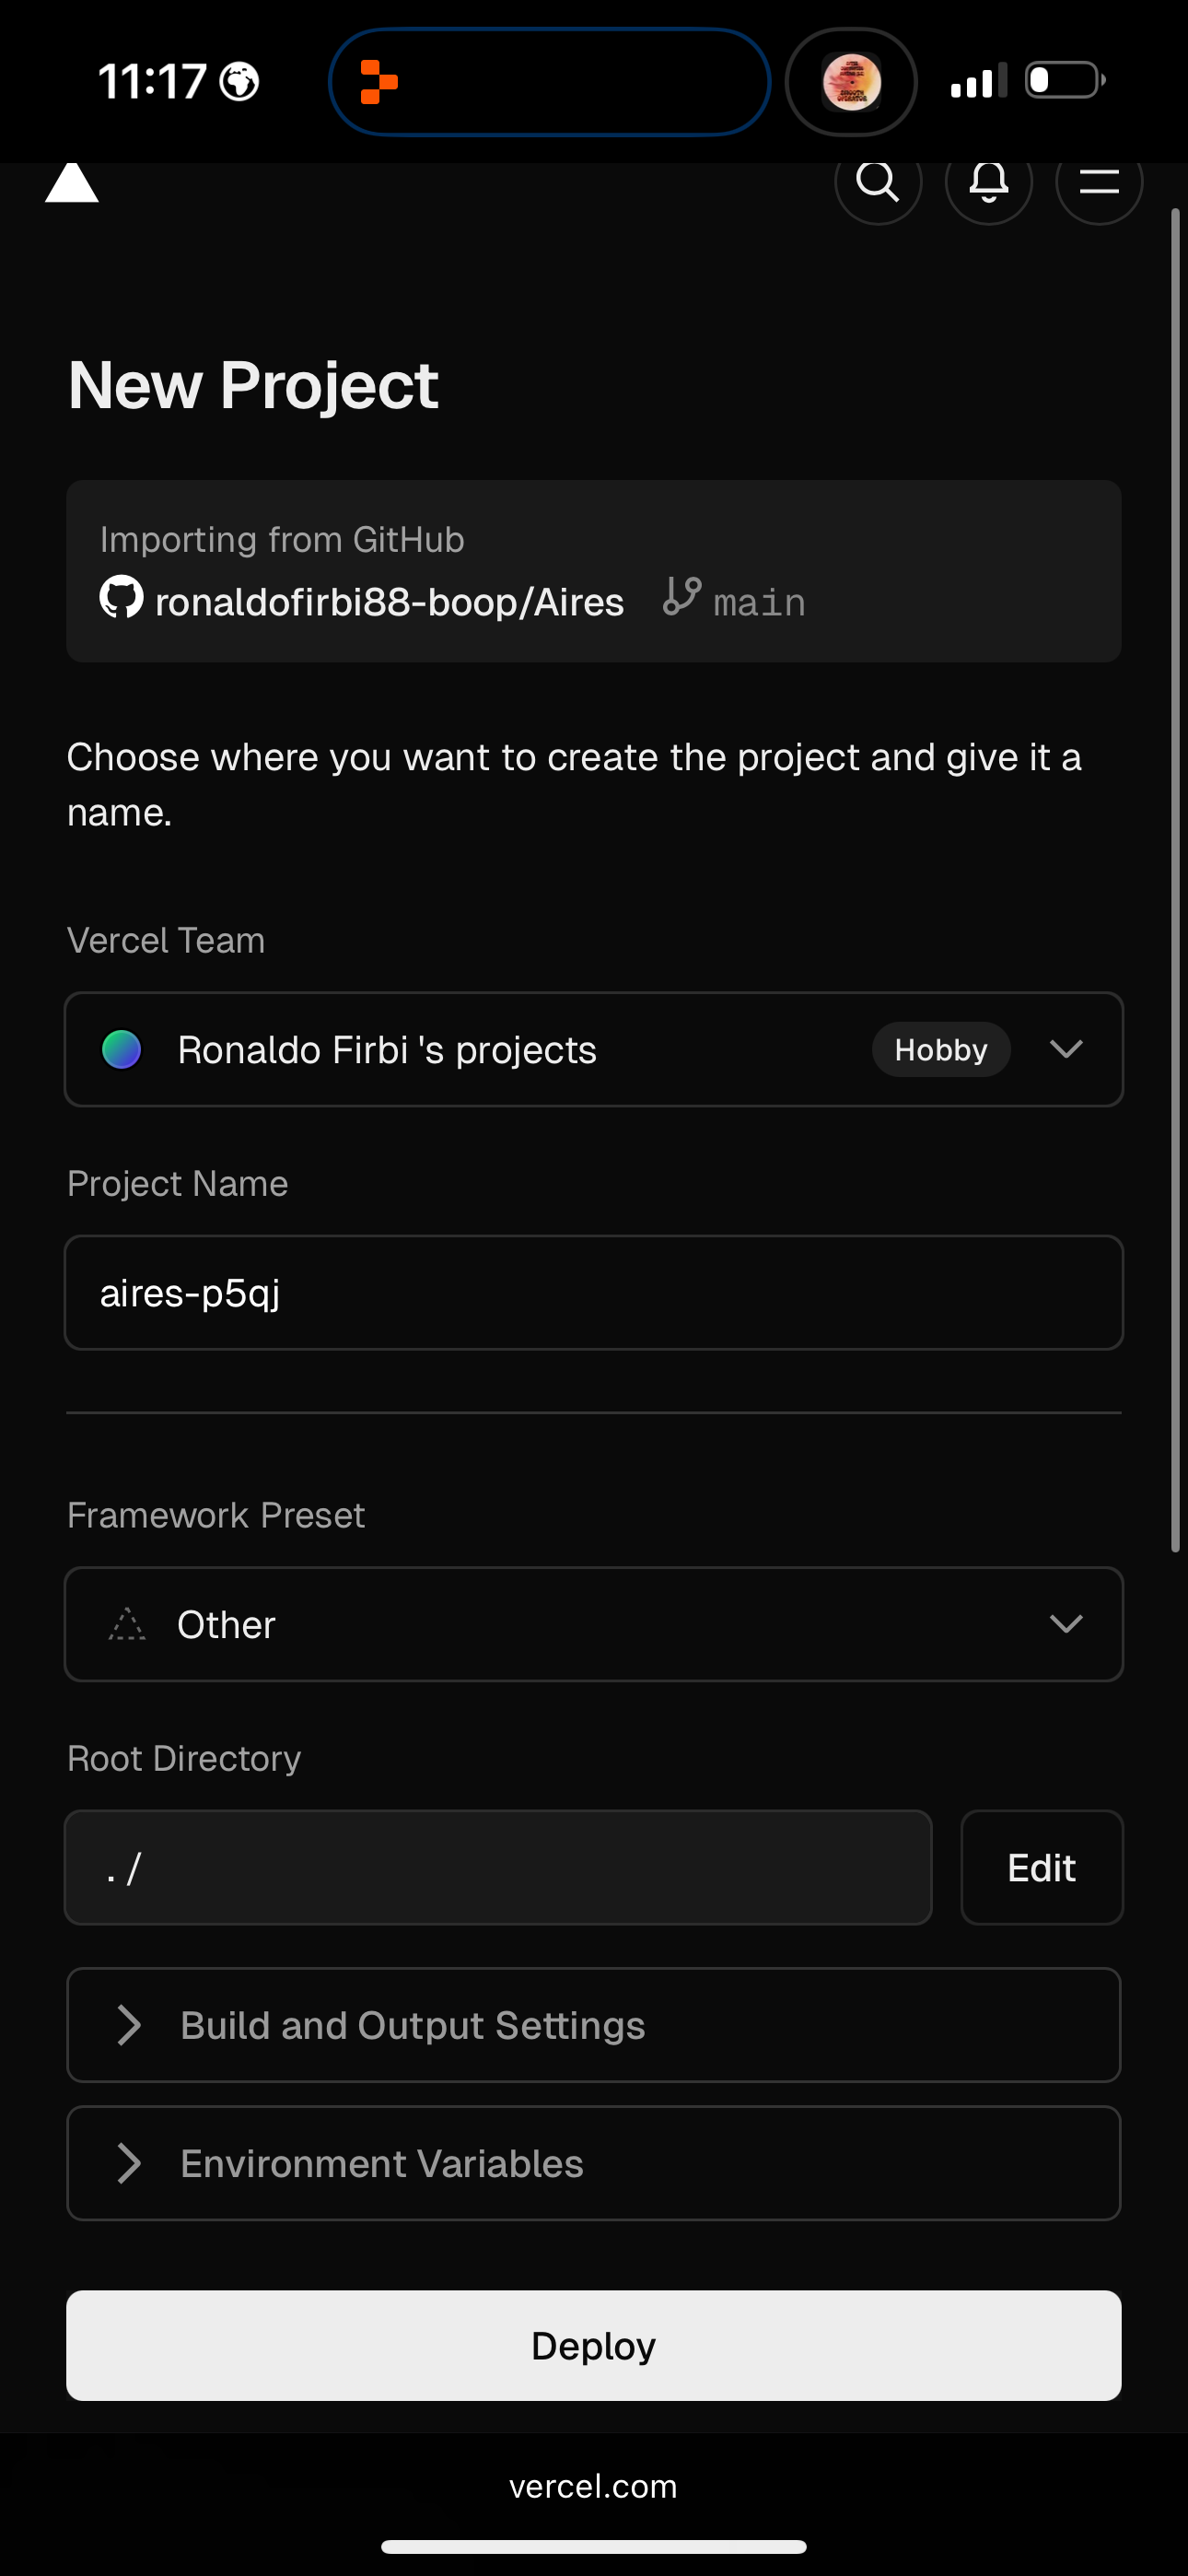 11:17
New Project
Importing from GitHub
ronaldofirbi88-boop/Aires main
Choose where you want to create the project and give it a
name.
Vercel Team
Ronaldo Firbi 's projects Hobby
Project Name
aires-p5qj
Framework Preset
Other
Root Directory
./
Edit
Build and Output Settings
Environment Variables
Deploy
vercel.com